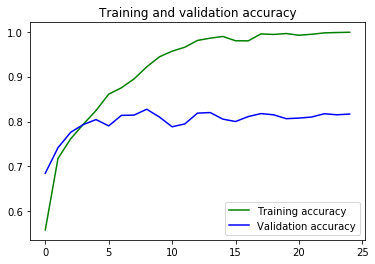 Training and validation accuracy
1.0
0.9
0.8
0.7
0.6
Training accuracy
Validation accuracy
0 5 10 15 20 25